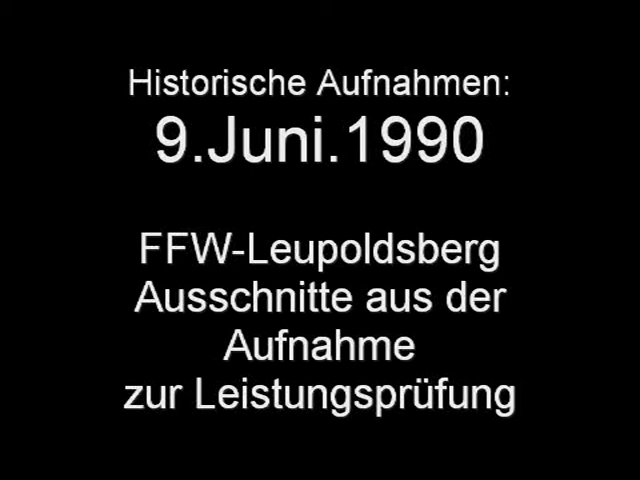 Historische Aufnahmen:
9.Juni.1990
FFW-Leupoldsberg
Ausschnitte aus der
Aufnahme
zur Leistungsprüfung